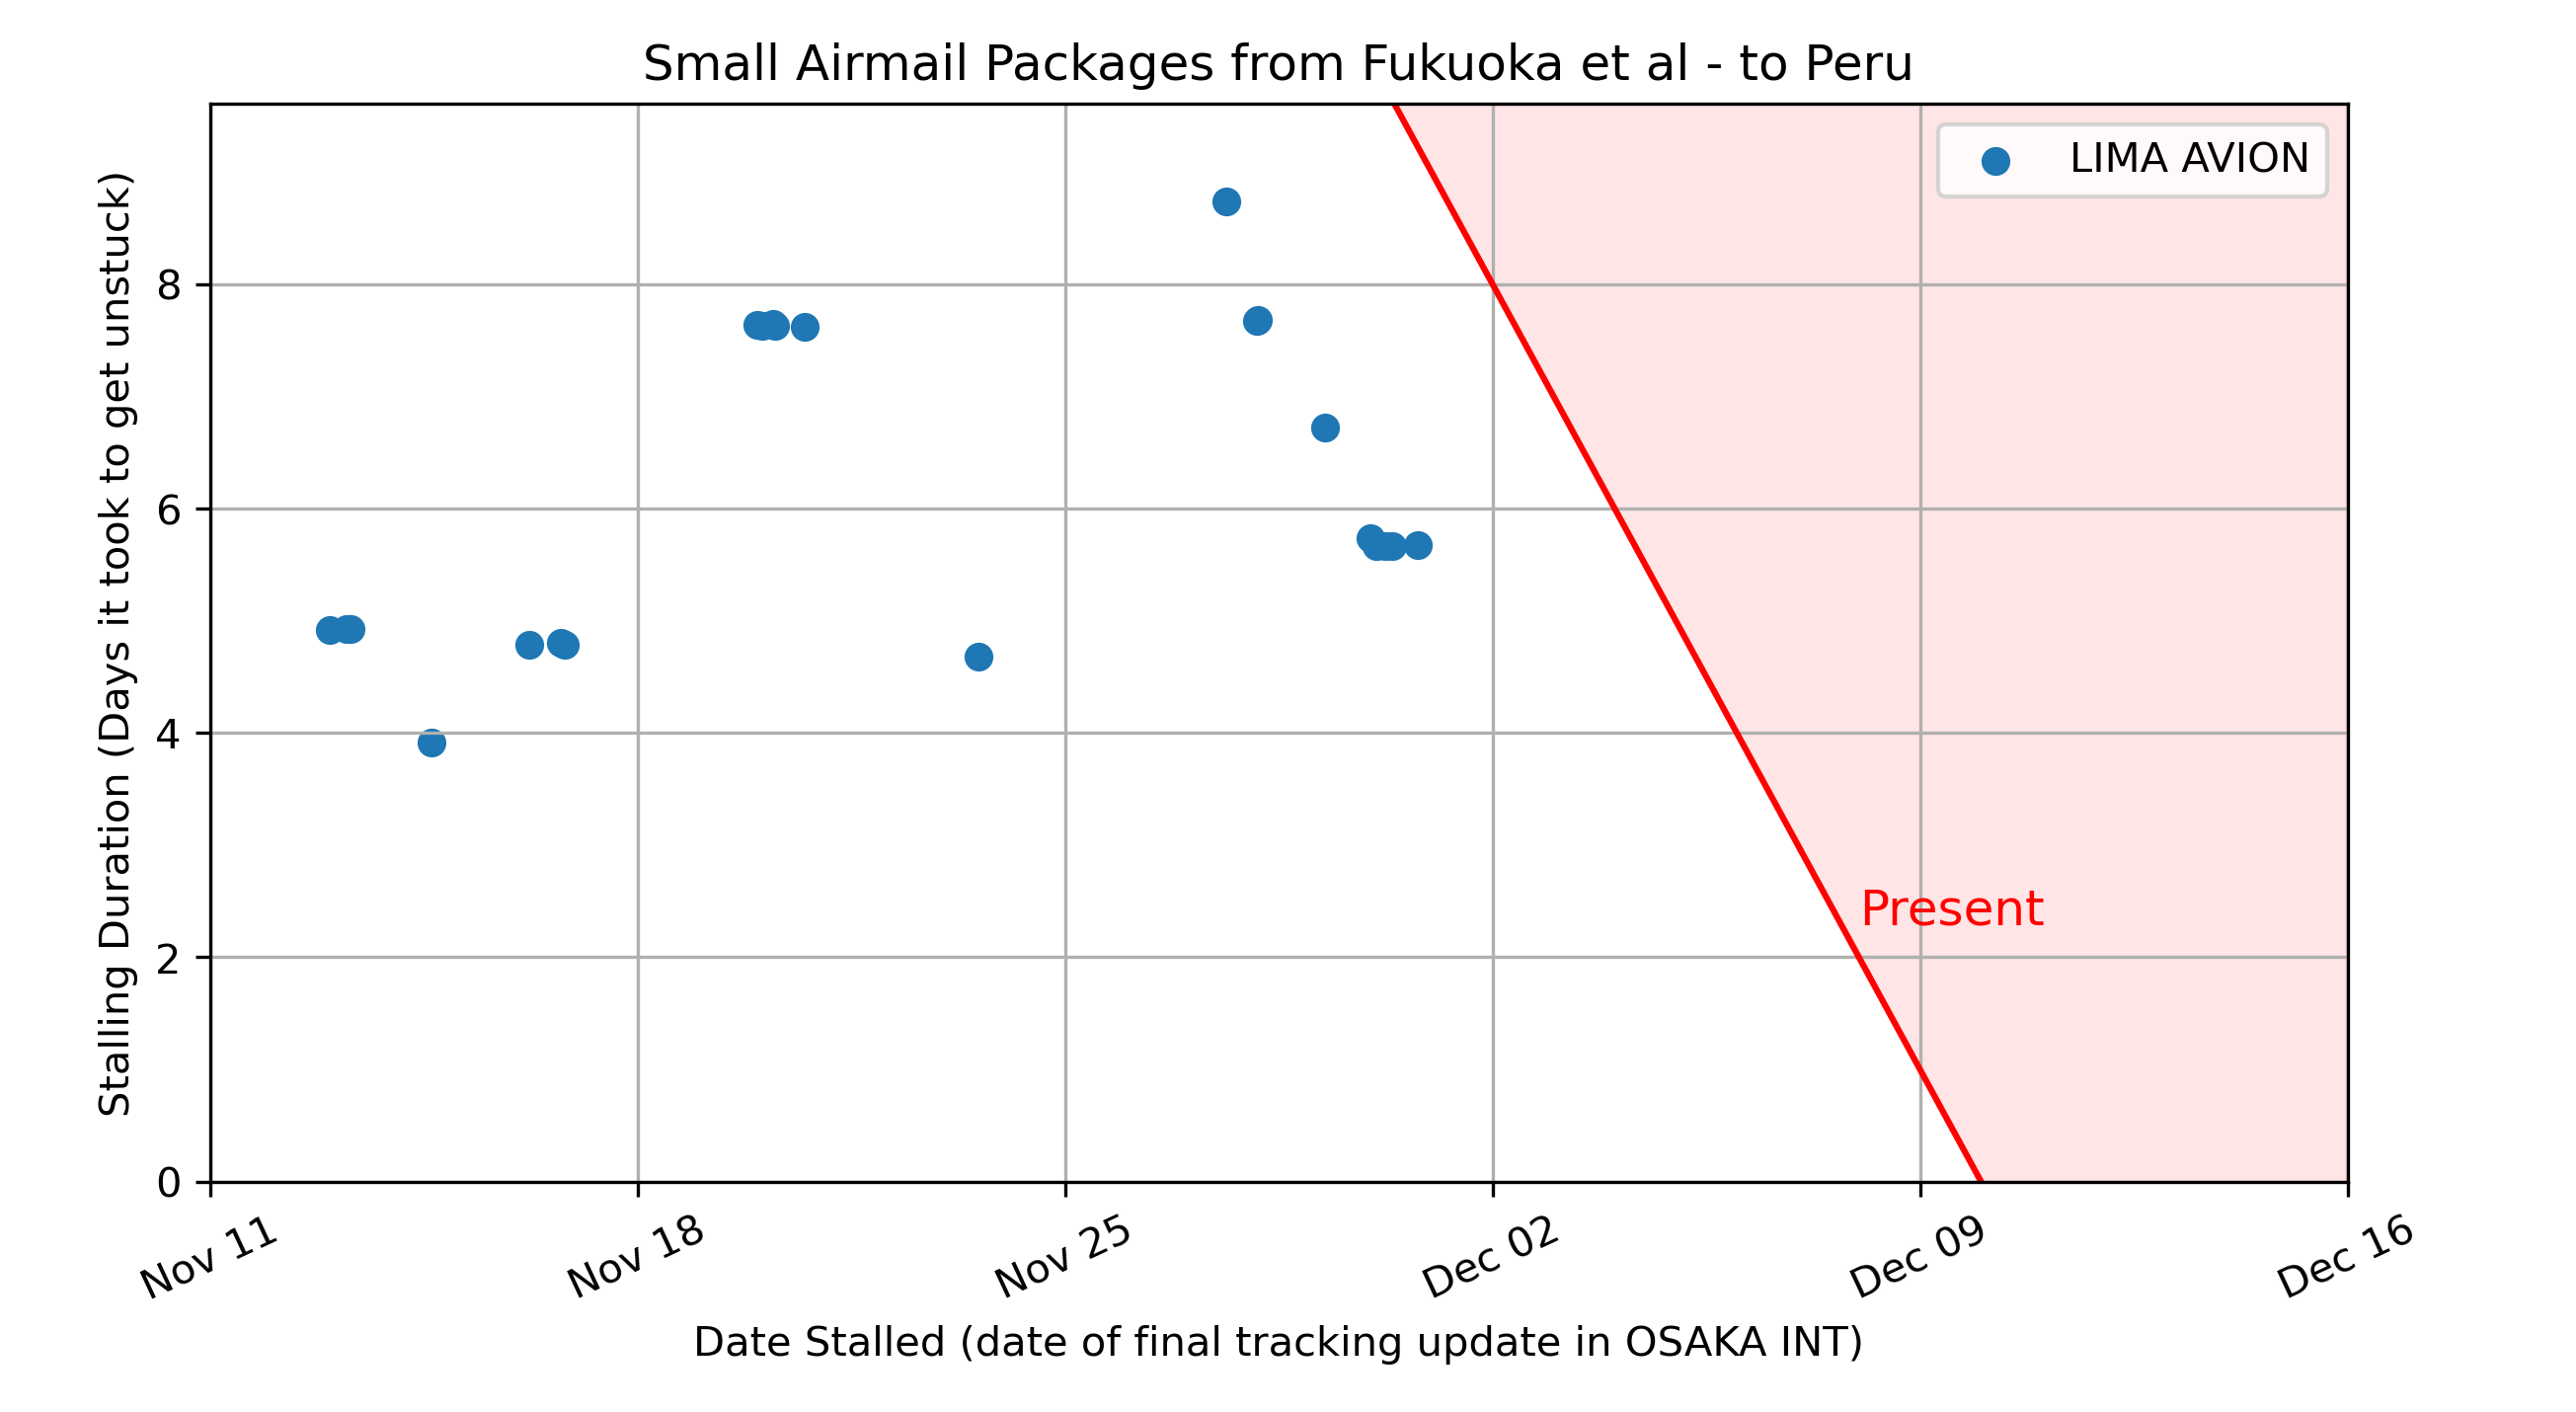 Small Airmail Packages from Fukuoka et al - to Peru
LIMA AVION
Stalling Duration (Days it took to get unstuck)
8
6
4
2
0
Present
Nov 11
Nov 18
Nov 25
Dec 02
Dec 09
Dec 16
Date Stalled (date of final tracking update in OSAKA INT)